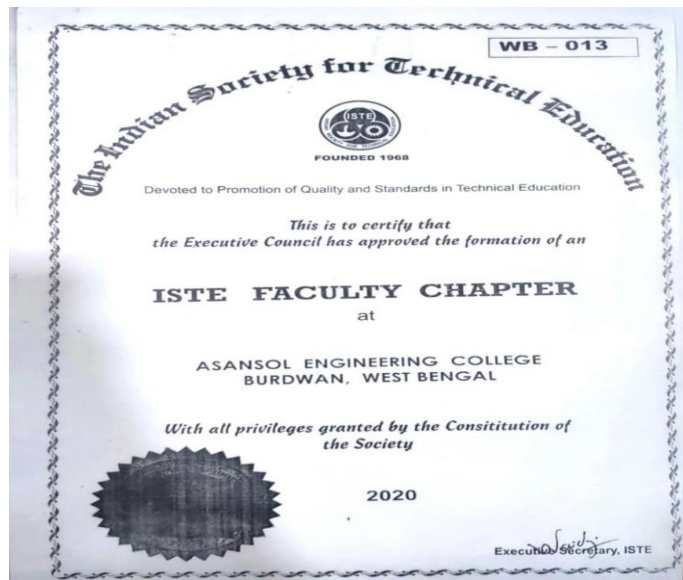 WB - 013
The Indian Society for Technical Education
ISTE
FOUNDED 1968
Devoted to Promotion of Quality and Standards in Technical Education
This is to certify that
the Executive Council has approved the formation of an
ISTE FACULTY CHAPTER
at
ASANSOL ENGINEERING COLLEGE
BURDWAN, WEST BENGAL
With all privileges granted by the Consititution of
the Society
2020
Executive Secretary, ISTE